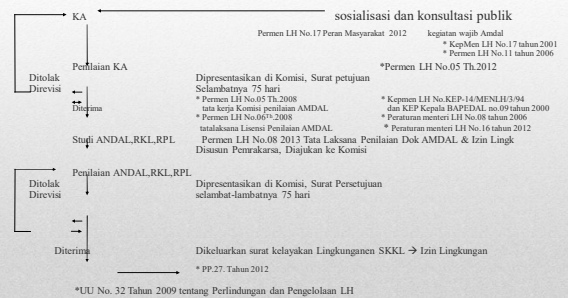 KA
sosialisasi dan konsultasi publik
Permen LH No.17 Peran Masyarakat 2012
kegiatan wajib Amdal
* KepMen LH No.17 tahun 2001
* Permen LH No.11 tahun 2006
Penilaian KA
*Permen LH No.05 Th.2012
Ditolak
Direvisi
Dipresentasikan di Komisi, Surat petujuan
Selambatnya 75 hari
Diterima
* Permen LH No.05 Th.2008
tata kerja Komisi penilaian AMDAL
* Permen LH No.06Th.2008
tatalaksana Lisensi Penilaian AMDAL
* Kepmen LH No.KEP-14/MENLH/3/94
dan KEP Kepala BAPEDAL no.09 tahun 2000
* Peraturan menteri LH No.08 tahun 2006
* Peraturan menteri LH No.16 tahun 2012
Studi ANDAL,RKL,RPL
Permen LH No.08 2013 Tata Laksana Penilaian Dok AMDAL & Izin Lingk
Disusun Pemrakarsa, Diajukan ke Komisi
Penilaian ANDAL,RKL,RPL
Ditolak
Direvisi
Dipresentasikan di Komisi, Surat Persetujuan
selambat-lambatnya 75 hari
Diterima
Dikeluarkan surat kelayakan Lingkunganen SKKL → Izin Lingkungan
* PP.27. Tahun 2012
*UU No. 32 Tahun 2009 tentang Perlindungan dan Pengelolaan LH